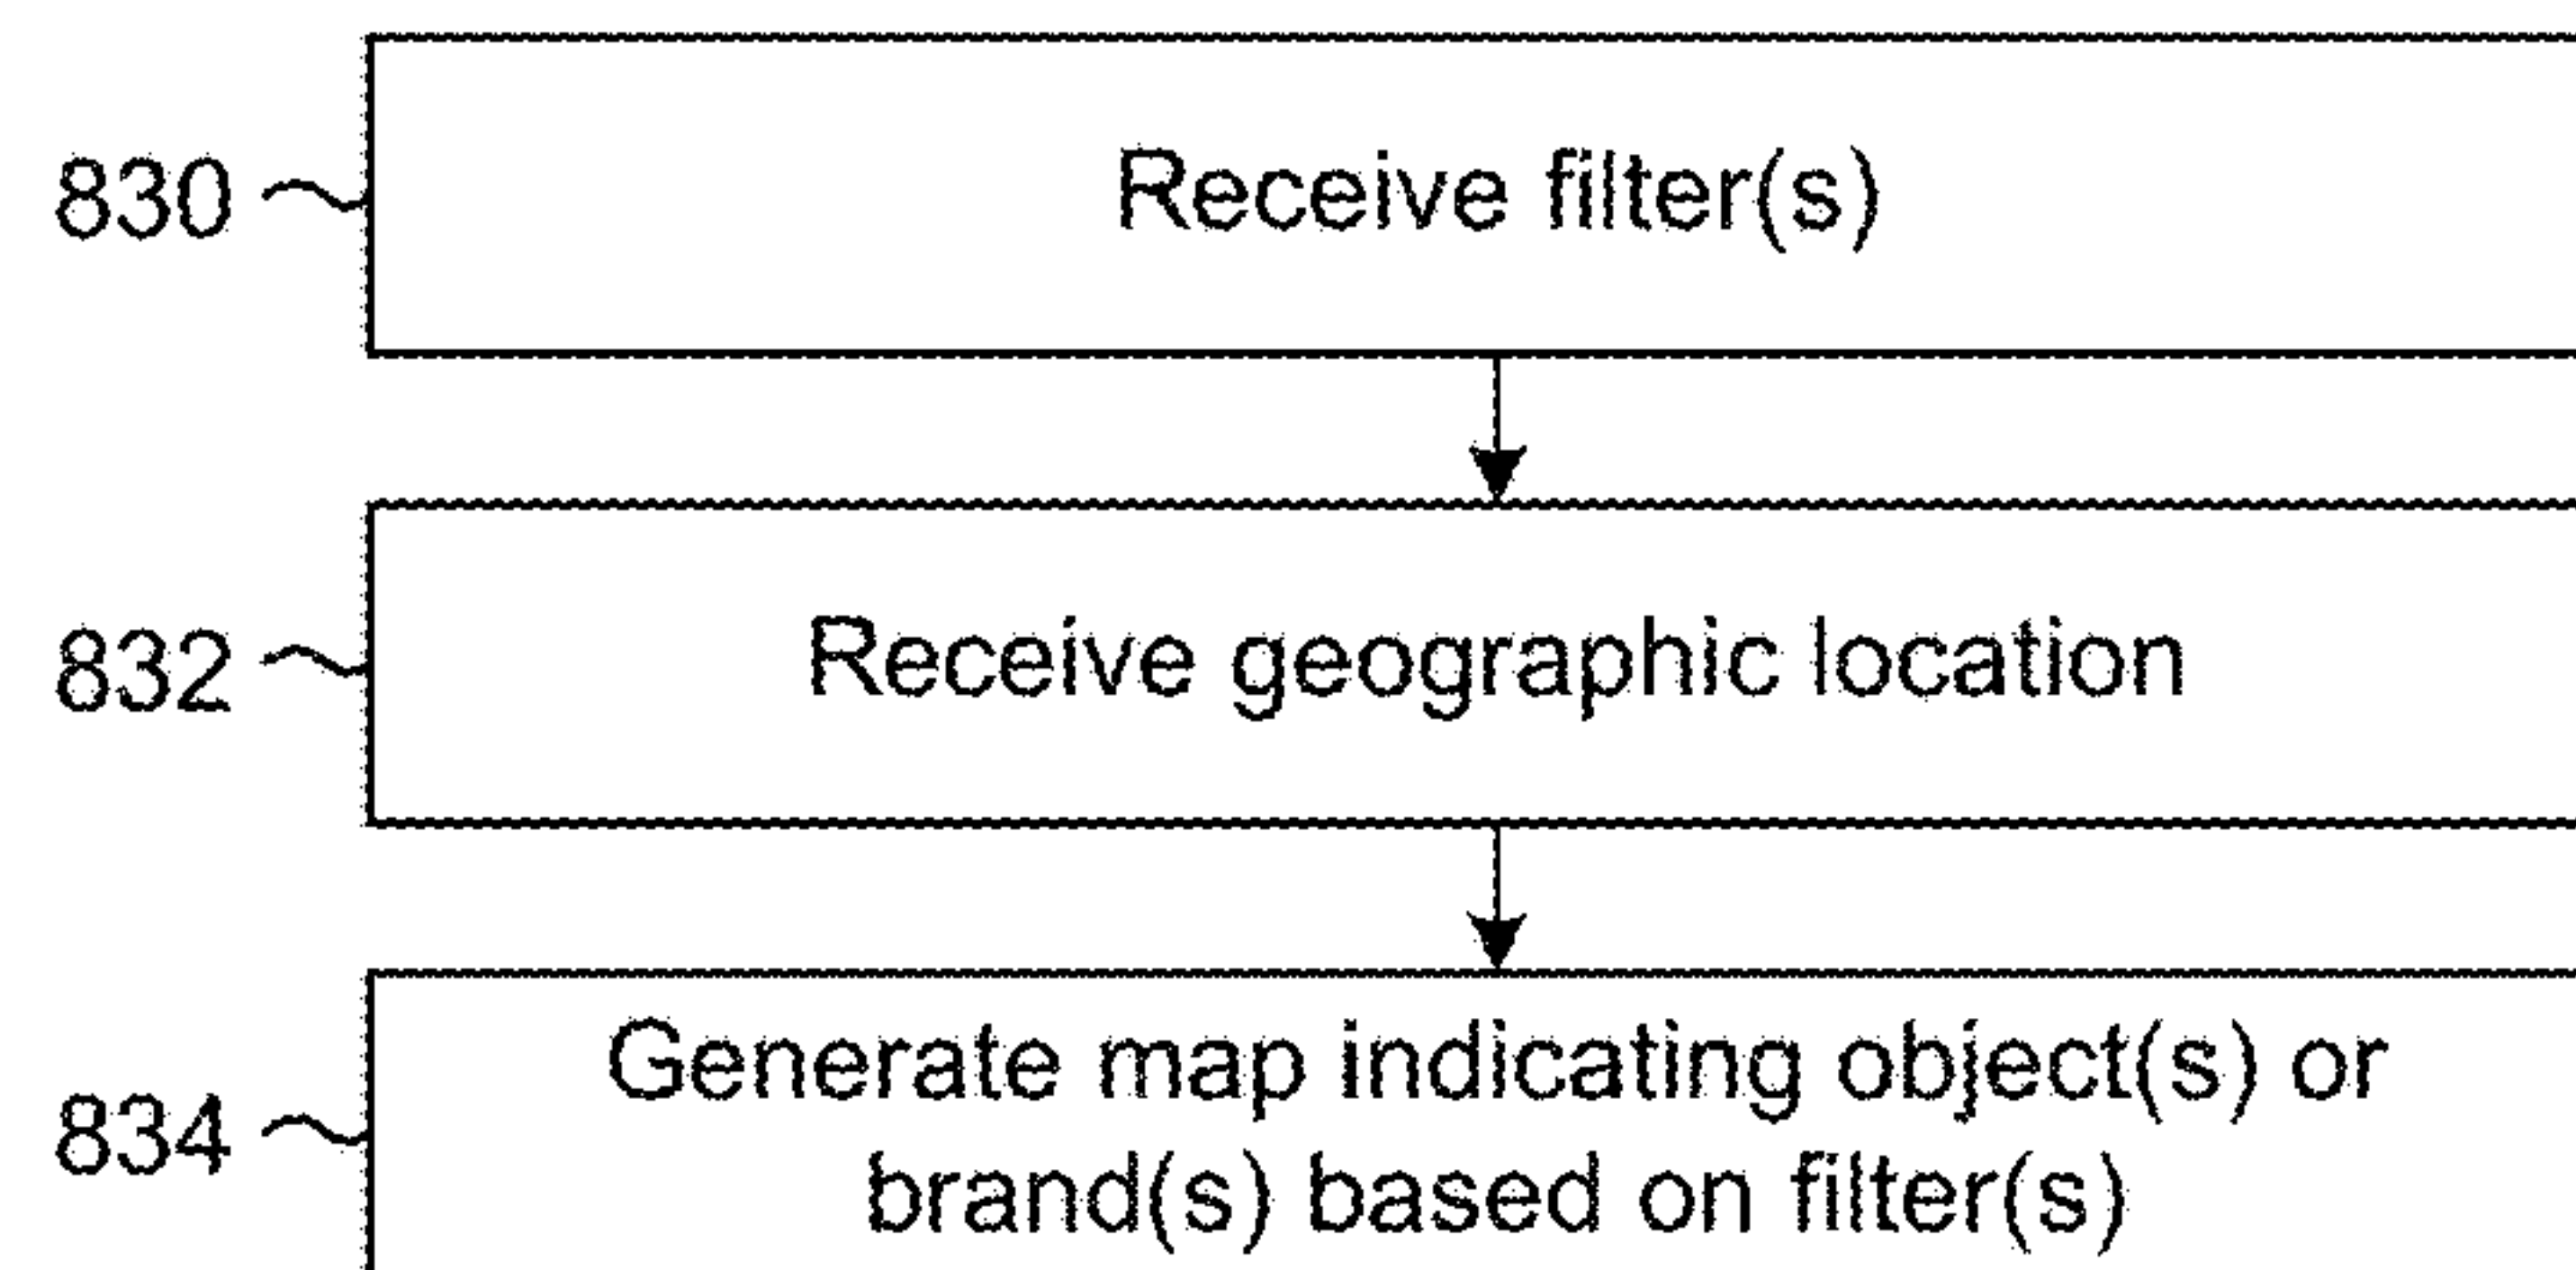 830
Receive filter(s)
832
Receive geographic location
834
Generate map indicating object(s) or
brand(s) based on filter(s)